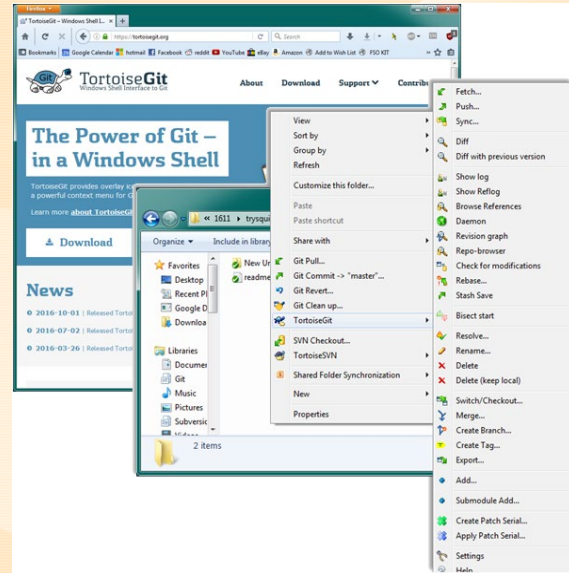 Firefox
TortoiseGit – Windows Shell I...
https://tortoisegit.org
Search
Bookmarks Google Calendar hotmail Facebook reddit YouTube eBay Amazon Add to Wish List FSO KIT
TortoiseGit
Windows Shell Interface to Git
About Download Support
The Power of Git –
in a Windows Shell
TortoiseGit provides overlay
a powerful context menu for G
Learn more about TortoiseGi
Download
News
2016-10-01 | Released Torto
2016-07-02 | Released Torto
2016-03-26 | Released Torto
« 1611 trysqui
Organize Include in library
Favorites
Desktop
Recent Pl
Google D
Downloa
Libraries
Documen
Git
Music
Pictures
Subversic
Videos
New Ur
readme
2 items
View
Sort by
Group by
Refresh
Customize this folder...
Paste
Paste shortcut
Share with
Git Pull...
Git Commit -> "master"...
Git Revert...
Git Clean up...
TortoiseGit
SVN Checkout...
TortoiseSVN
Shared Folder Synchronization
New
Properties
Fetch...
Push...
Sync...
Diff
Diff with previous version
Show log
Show Reflog
Browse References
Daemon
Revision graph
Repo-browser
Check for modifications
Rebase...
Stash Save
Bisect start
Resolve...
Rename...
Delete
Delete (keep local)
Switch/Checkout...
Merge...
Create Branch...
Create Tag...
Export...
Add...
Submodule Add...
Create Patch Serial...
Apply Patch Serial...
Settings
Help